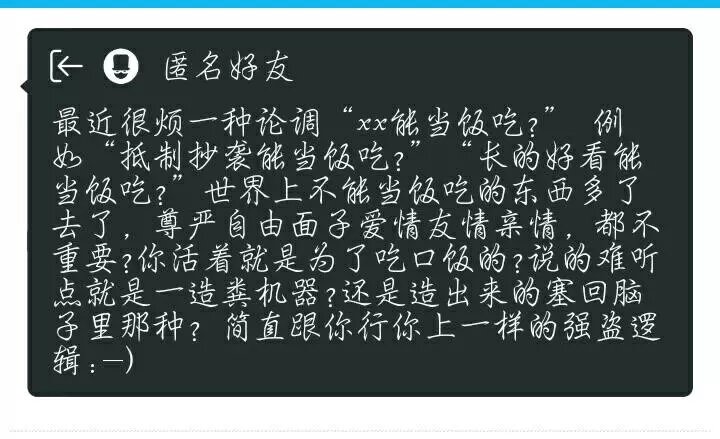 匿名好友
最近很烦一种论调“xx能当饭吃?” 例
如“抵制抄袭能当饭吃?”“长的好看能
当饭吃?”世界上不能当饭吃的东西多了
去了，尊严自由面子爱情友情亲情，都不
重要?你活着就是为了吃口饭的?说的难听
点就是一造粪机器?还是造出来的塞回脑
子里那种? 简直跟你行你上一样的强盗逻
辑:—)